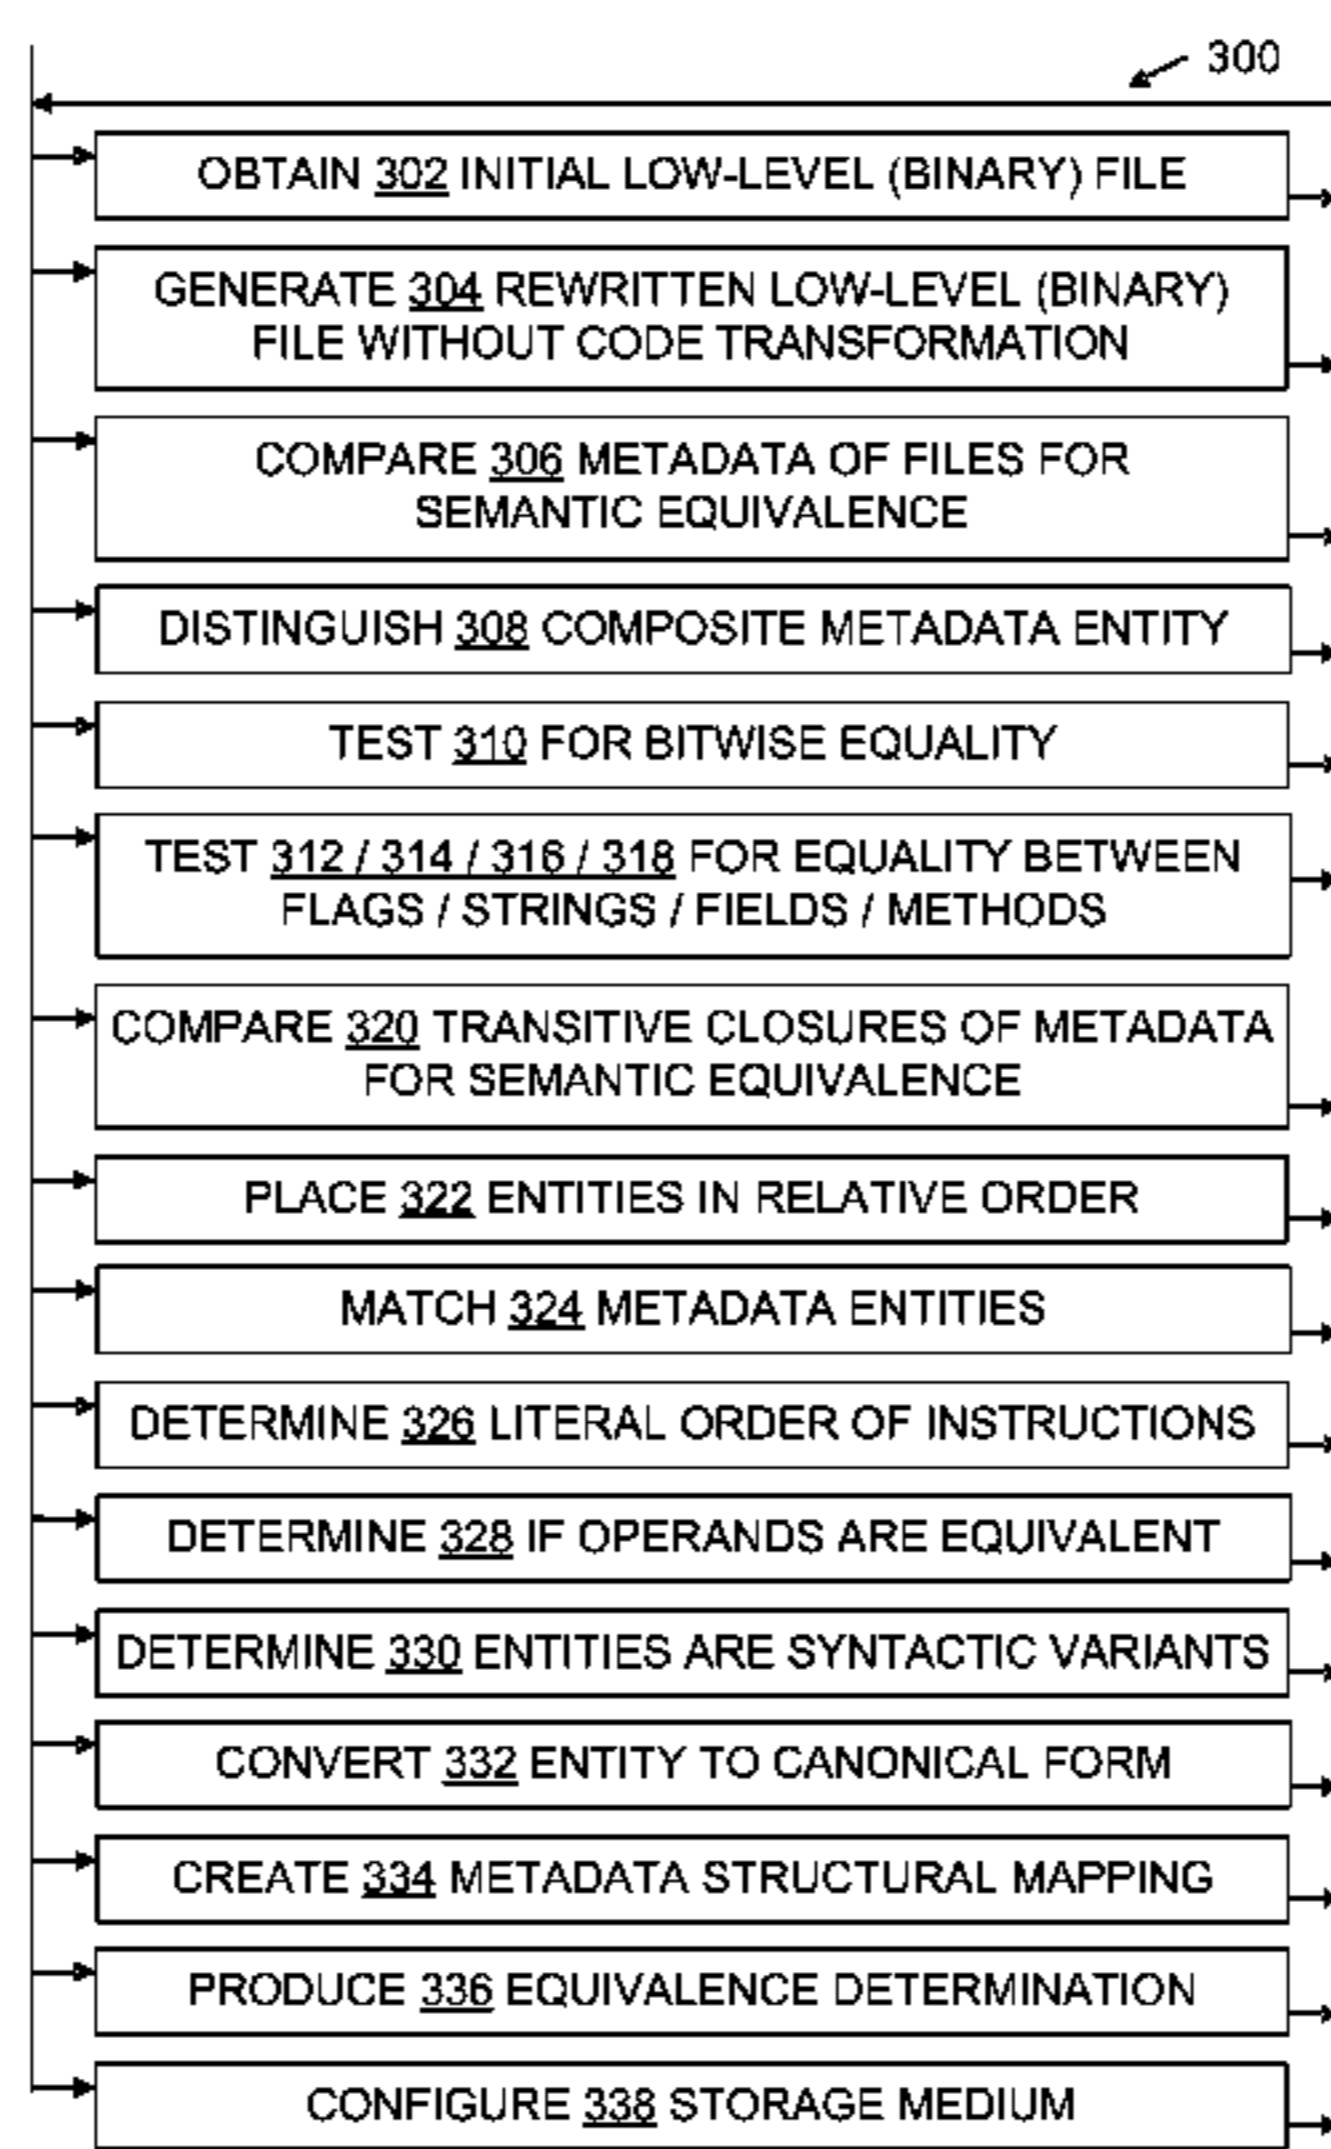 300
OBTAIN 302 INITIAL LOW-LEVEL (BINARY) FILE
GENERATE 304 REWRITTEN LOW-LEVEL (BINARY)
FILE WITHOUT CODE TRANSFORMATION
COMPARE 306 METADATA OF FILES FOR
SEMANTIC EQUIVALENCE
DISTINGUISH 308 COMPOSITE METADATA ENTITY
TEST 310 FOR BITWISE EQUALITY
TEST 312 / 314 / 316 / 318 FOR EQUALITY BETWEEN
FLAGS / STRINGS / FIELDS / METHODS
COMPARE 320 TRANSITIVE CLOSURES OF METADATA
FOR SEMANTIC EQUIVALENCE
PLACE 322 ENTITIES IN RELATIVE ORDER
MATCH 324 METADATA ENTITIES
DETERMINE 326 LITERAL ORDER OF INSTRUCTIONS
DETERMINE 328 IF OPERANDS ARE EQUIVALENT
DETERMINE 330 ENTITIES ARE SYNTACTIC VARIANTS
CONVERT 332 ENTITY TO CANONICAL FORM
CREATE 334 METADATA STRUCTURAL MAPPING
PRODUCE 336 EQUIVALENCE DETERMINATION
CONFIGURE 338 STORAGE MEDIUM